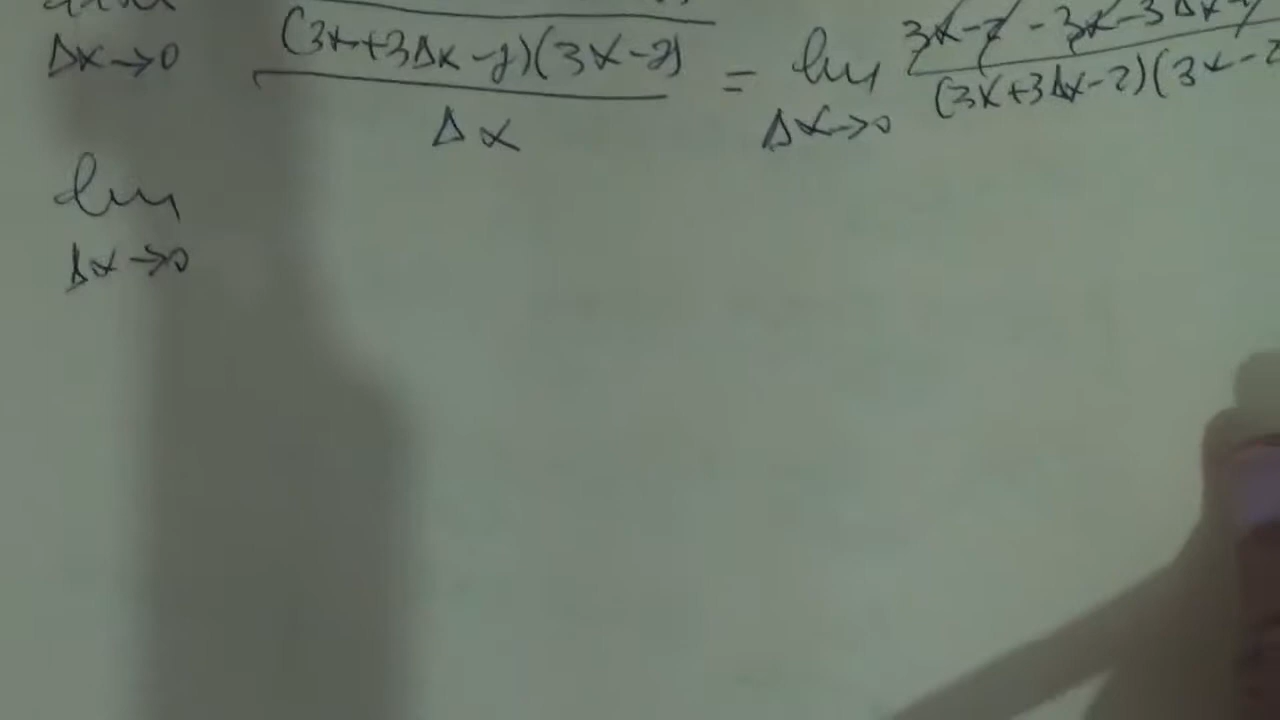 lim
Δx→0 (3x+3Δx-2)(3x-2) / Δx = lim Δx→0 3x-2-3x-3Δx+ / (3x+3Δx-2)(3x-2
lim
Δx→0